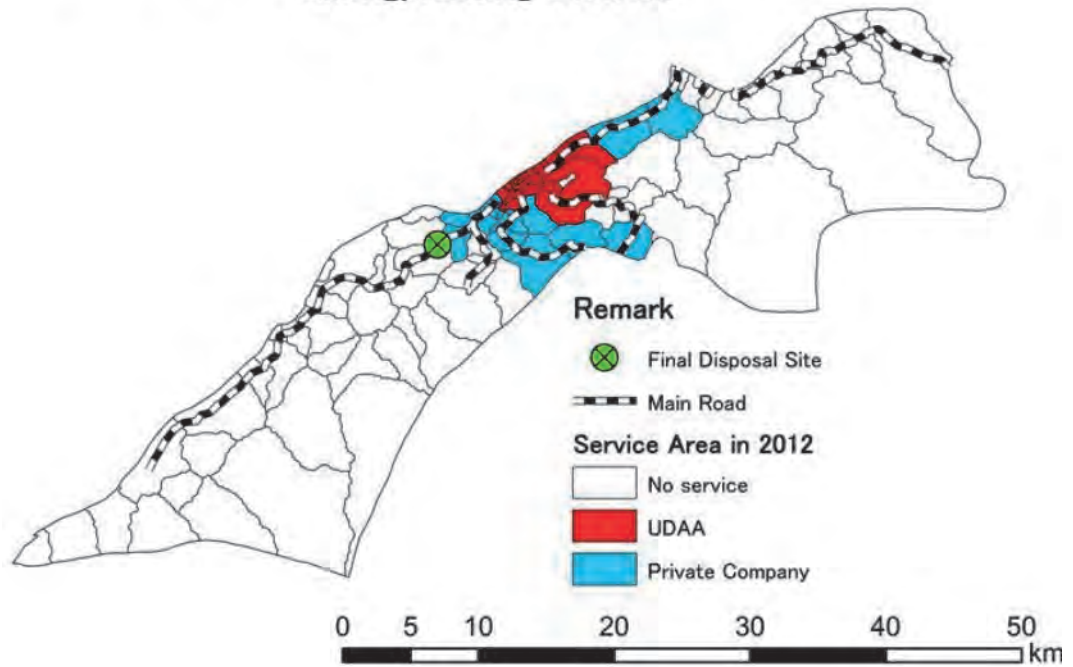 Remark
Final Disposal Site
Main Road
Service Area in 2012
No service
UDAA
Private Company
0 5 10 20 30 40 50
km